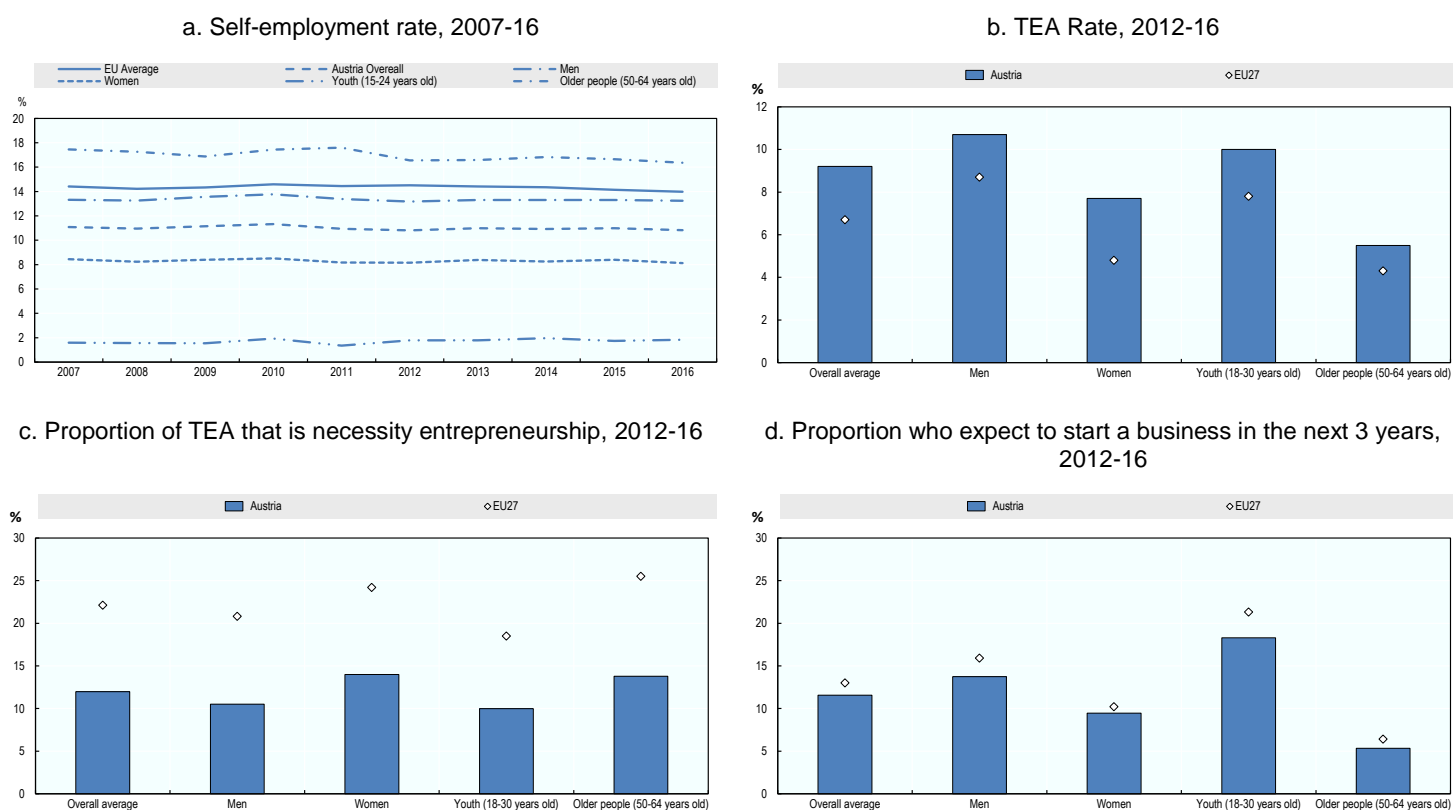 a. Self-employment rate, 2007-16
EU Average
Austria Overeall
Men
Women
Youth (15-24 years old)
Older people (50-64 years old)
%
20
18
16
14
12
10
8
6
4
2
0
2007 2008 2009 2010 2011 2012 2013 2014 2015 2016
b. TEA Rate, 2012-16
Austria
EU27
%
12
10
8
6
4
2
0
Overall average Men Women Youth (18-30 years old) Older people (50-64 years old)
c. Proportion of TEA that is necessity entrepreneurship, 2012-16
Austria
EU27
%
30
25
20
15
10
5
0
Overall average Men Women Youth (18-30 years old) Older people (50-64 years old)
d. Proportion who expect to start a business in the next 3 years,
2012-16
Austria
EU27
%
30
25
20
15
10
5
0
Overall average Men Women Youth (18-30 years old) Older people (50-64 years old)